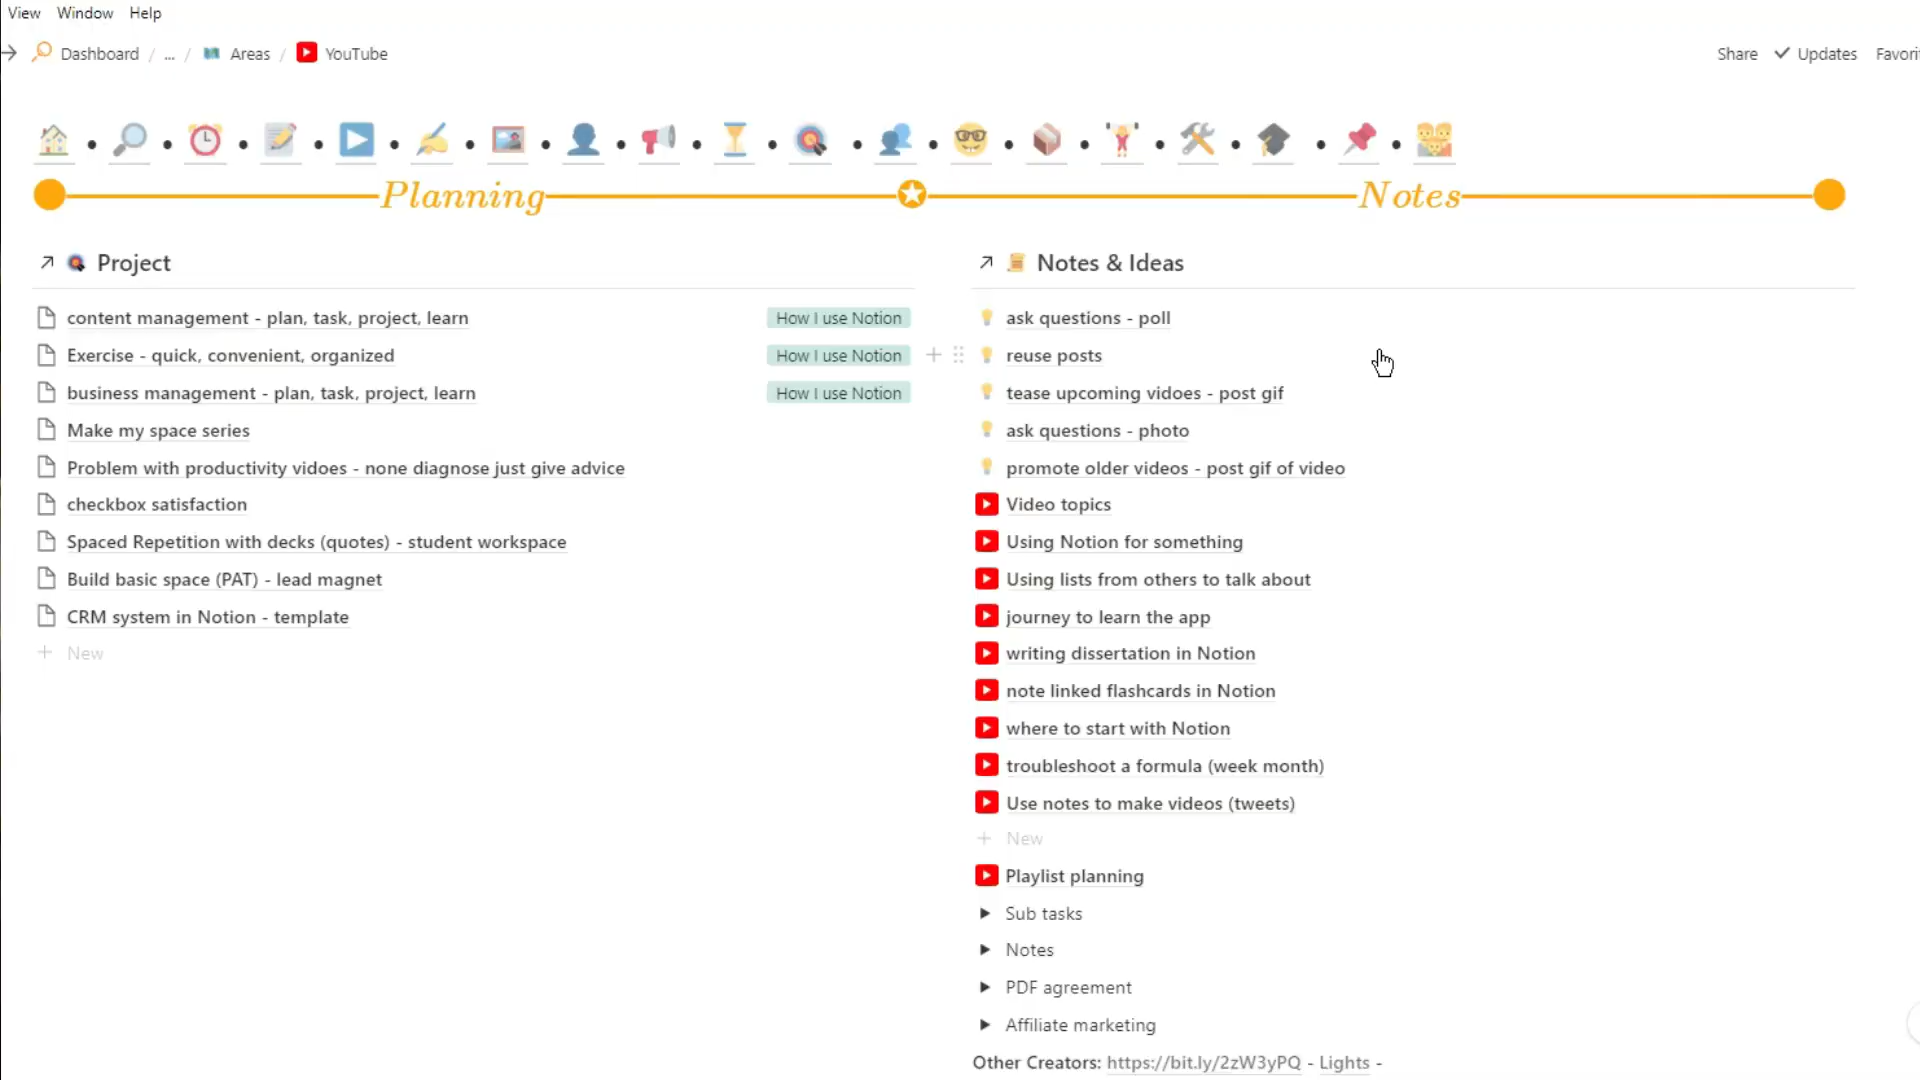 View Window Help
Dashboard / ... / Areas / YouTube
Share Updates
Planning Notes
Project
content management - plan, task, project, learn How I use Notion
Exercise - quick, convenient, organized How I use Notion
business management - plan, task, project, learn How I use Notion
Make my space series
Problem with productivity vidoes - none diagnose just give advice
checkbox satisfaction
Spaced Repetition with decks (quotes) - student workspace
Build basic space (PAT) - lead magnet
CRM system in Notion - template
New
Notes & Ideas
ask questions - poll
reuse posts
tease upcoming vidoes - post gif
ask questions - photo
promote older videos - post gif of video
Video topics
Using Notion for something
Using lists from others to talk about
journey to learn the app
writing dissertation in Notion
note linked flashcards in Notion
where to start with Notion
troubleshoot a formula (week month)
Use notes to make videos (tweets)
New
Playlist planning
Sub tasks
Notes
PDF agreement
Affiliate marketing
Other Creators: https://bit.ly/2zW3yPQ - Lights -